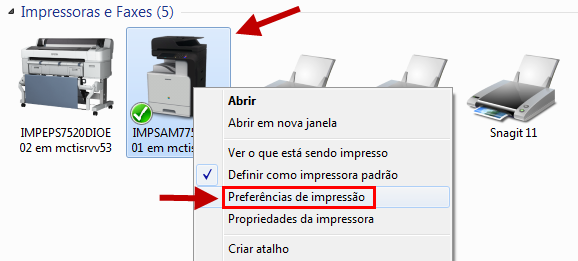 Impressoras e Faxes (5)
IMPEPS7520DIOE
02 em mctisrvv53
IMPSAM775
01 em mctis
Snagit 11
Abrir
Abrir em nova janela
Ver o que está sendo impresso
Definir como impressora padrão
Preferências de impressão
Propriedades da impressora
Criar atalho